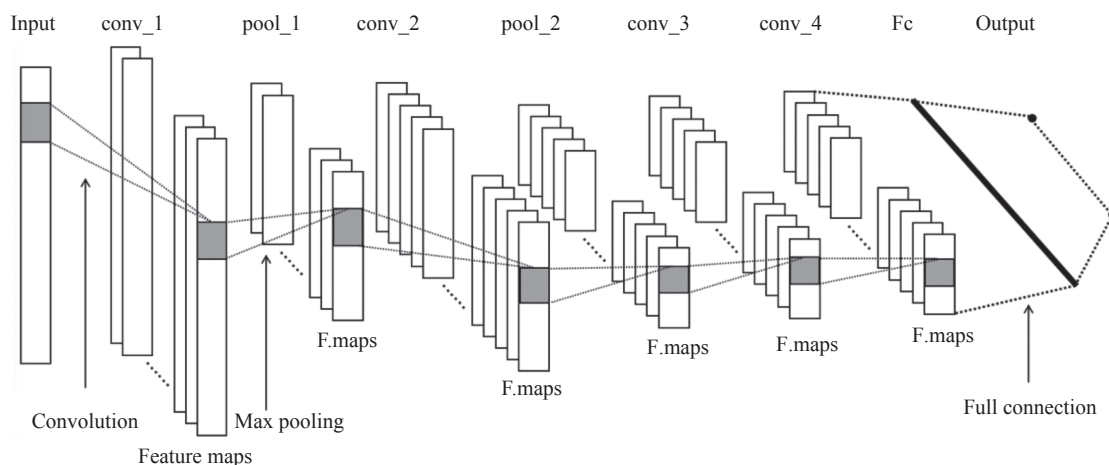 Input conv_1 pool_1 conv_2 pool_2 conv_3 conv_4 Fc Output
F.maps
F.maps
F.maps
F.maps
F.maps
Convolution
Max pooling
Full connection
Feature maps